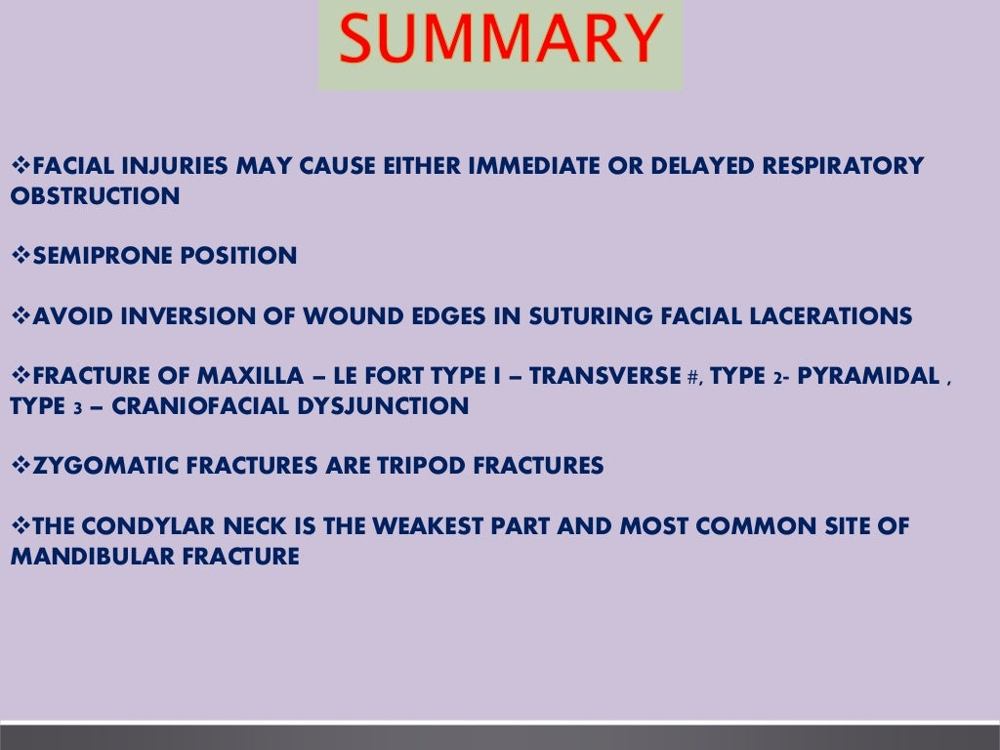 SUMMARY
❖FACIAL INJURIES MAY CAUSE EITHER IMMEDIATE OR DELAYED RESPIRATORY
OBSTRUCTION
❖SEMIPRONE POSITION
❖AVOID INVERSION OF WOUND EDGES IN SUTURING FACIAL LACERATIONS
❖FRACTURE OF MAXILLA – LE FORT TYPE I – TRANSVERSE #, TYPE 2- PYRAMIDAL ,
TYPE 3 – CRANIOFACIAL DYSJUNCTION
❖ZYGOMATIC FRACTURES ARE TRIPOD FRACTURES
❖THE CONDYLAR NECK IS THE WEAKEST PART AND MOST COMMON SITE OF
MANDIBULAR FRACTURE